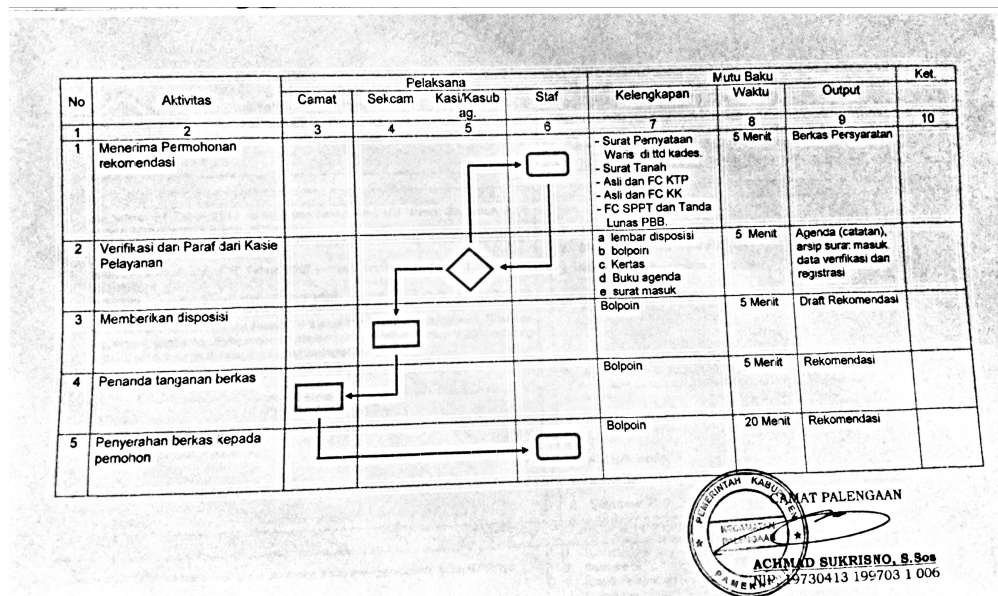 No Aktivitas Pelaksana Mutu Baku Ket.
Camat Sekcam Kasi/Kasub ag. Staf Kelengkapan Waktu Output
1 2 3 4 5 6 7 8 9 10
1 Menerima Permohonan rekomendasi
- Surat Pernyataan
Waris di ttd kades.
- Surat Tanah
- Asli dan FC KTP
- Asli dan FC KK
- FC SPPT dan Tanda
Lunas PBB.
5 Menit Berkas Persyaratan
2 Verifikasi dan Paraf dari Kasie
Pelayanan
a lembar disposisi
b bolpoin
c. Kertas
d Buku agenda
e surat masuk
5 Menit
Agenda (catatan),
arsip surat masuk
data verifikasi dan
registrasi
3 Memberikan disposisi Bolpoin 5 Menit Draft Rekomendasi
4 Penanda tanganan berkas Bolpoin 5 Menit Rekomendasi
5 Penyerahan berkas kepada
pemohon
Bolpoin 20 Menit Rekomendasi
CAMAT PALENGAAN
PEMERINTAH KABUPATEN
KECAMATAN
PALENGAAN
ACHMAD SUKRISNO, S.Sos
NIP. 19730413 199703 1 006